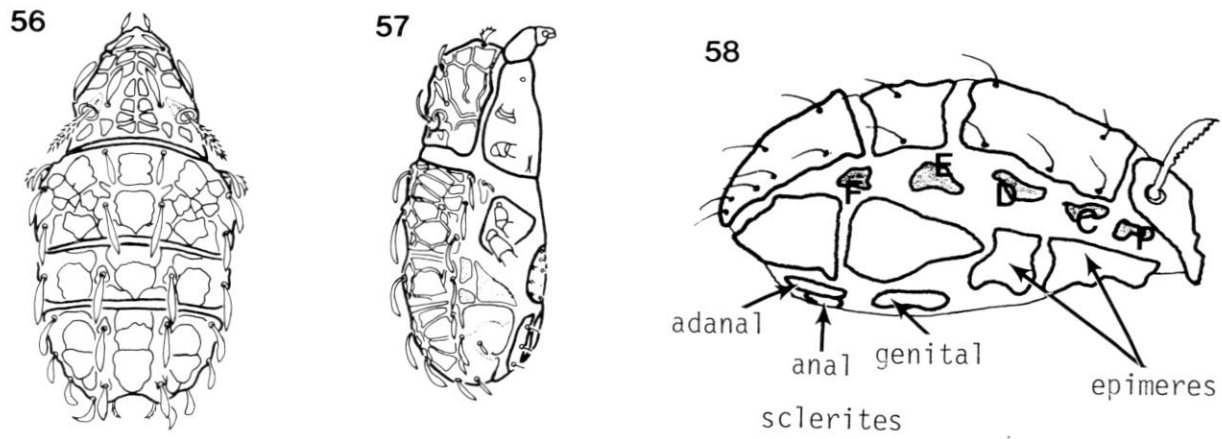 56
57
58
F
E
D
C
P
adanal
anal
genital
epimeres
sclerites